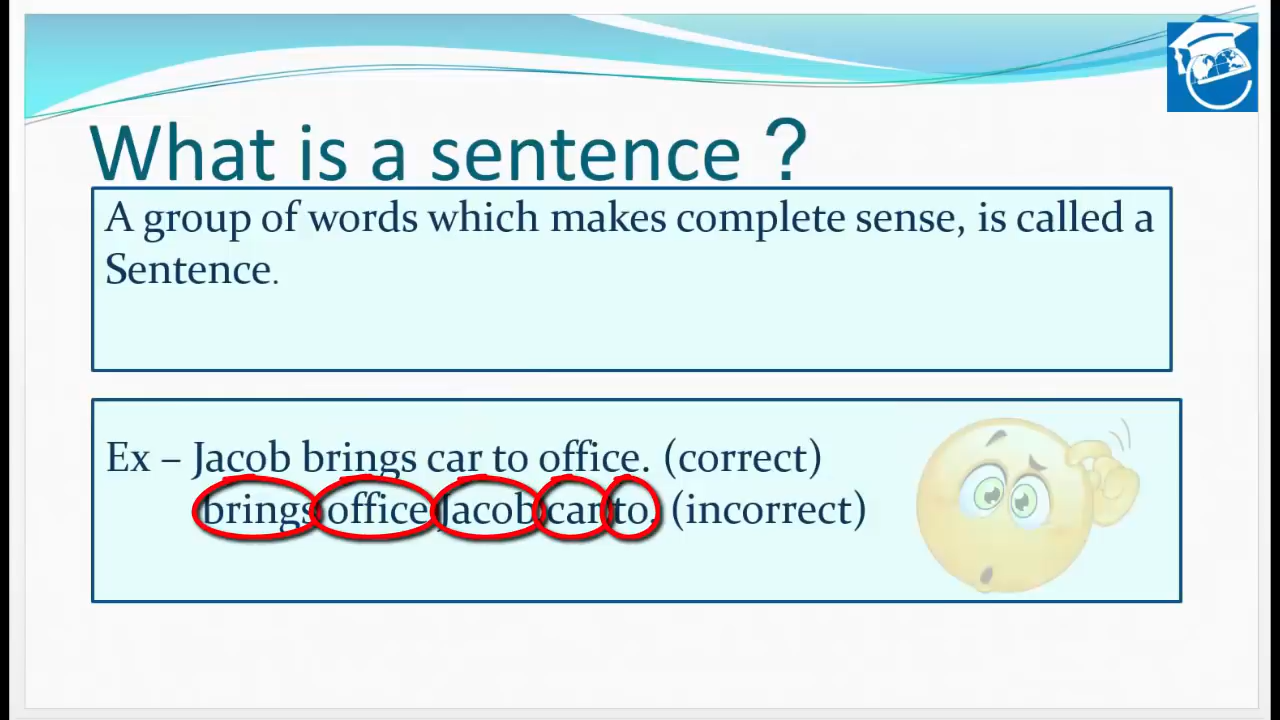 What is a sentence ?
A group of words which makes complete sense, is called a
Sentence.
Ex – Jacob brings car to office. (correct)
brings office Jacob car to. (incorrect)